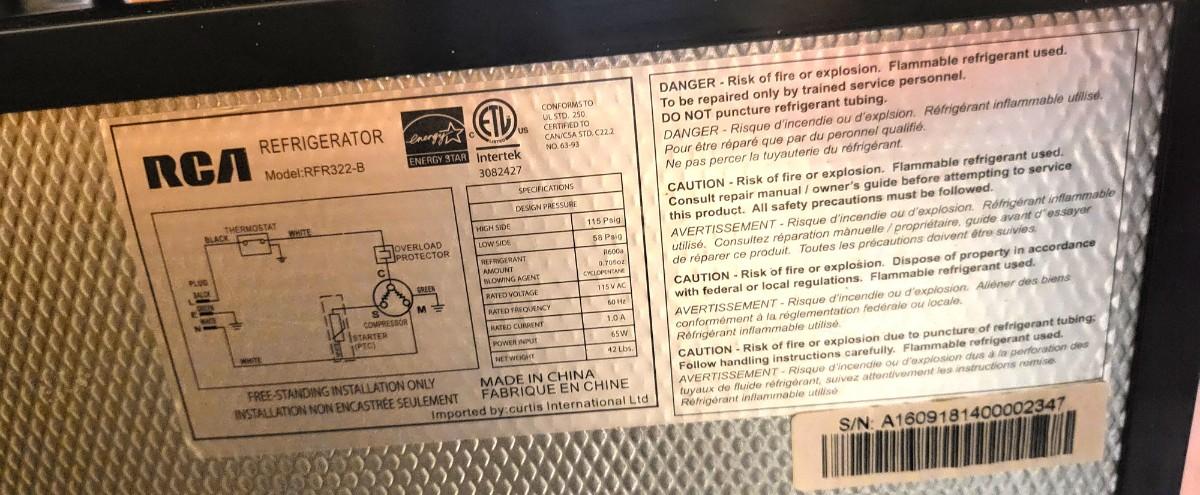 RCA
REFRIGERATOR
Model:RFR322-B
energy
ENERGY STAR
C ETL US
LISTED
Intertek
3082427
CONFORMS TO
UL STD. 250
CERTIFIED TO
CAN/CSA STD. C22.2
NO. 63-93
THERMOSTAT
BLACK
WHITE
OVERLOAD
PROTECTOR
C
GREEN
S
M
COMPRESSOR
STARTER
(PTC)
PLUG
GREEN
WHITE
WHITE
SPECIFICATIONS
DESIGN PRESSURE
HIGH SIDE 115 Psig
LOW SIDE 58 Psig
REFRIGERANT R600a
AMOUNT 0.705oz
BLOWING AGENT CYCLOPENTANE
RATED VOLTAGE 115V AC
RATED FREQUENCY 60 Hz
RATED CURRENT 1.0 A
POWER INPUT 65W
NET WEIGHT 42 Lbs.
FREE-STANDING INSTALLATION ONLY
INSTALLATION NON ENCASTRÉE SEULEMENT
MADE IN CHINA
FABRIQUE EN CHINE
Imported by:curtis International Ltd
DANGER - Risk of fire or explosion. Flammable refrigerant used.
To be repaired only by trained service personnel.
DO NOT puncture refrigerant tubing.
DANGER - Risque d'incendie ou d'explsion. Réfrigérant inflammable utilisé.
Pour être réparé que par du peronnel qualifié.
Ne pas percer la tuyauterie du réfrigérant.
CAUTION - Risk of fire or explosion. Flammable refrigerant used.
Consult repair manual / owner's guide before attempting to service
this product. All safety precautions must be followed.
AVERTISSEMENT - Risque d'incendie ou d'explosion. Réfrigérant inflammable
utilisé. Consultez réparation mànuelle / propriétaire, guide avant d'essayer
de réparer ce produit. Toutes les précautions doivent être suivies.
CAUTION - Risk of fire or explosion. Dispose of property in accordance
with federal or local regulations. Flammable refrigerant used.
AVERTISSEMENT - Risque d'incendie ou d'explosion. Aliéner des biens
conformément à la réglementation fedérale ou locale.
Réfrigérant inflammable utilisé.
CAUTION - Risk of fire or explosion due to puncture of refrigerant tubing;
Follow handling instructions carefully. Flammable refrigerant used.
AVERTISSEMENT - Risque d'incendie ou d'explosion dus à la perforation des
tuyaux de fluide réfrigérant, suivez attentivement les instructions remise.
Réfrigérant inflammable utilisé
S/N: A1609181400002347